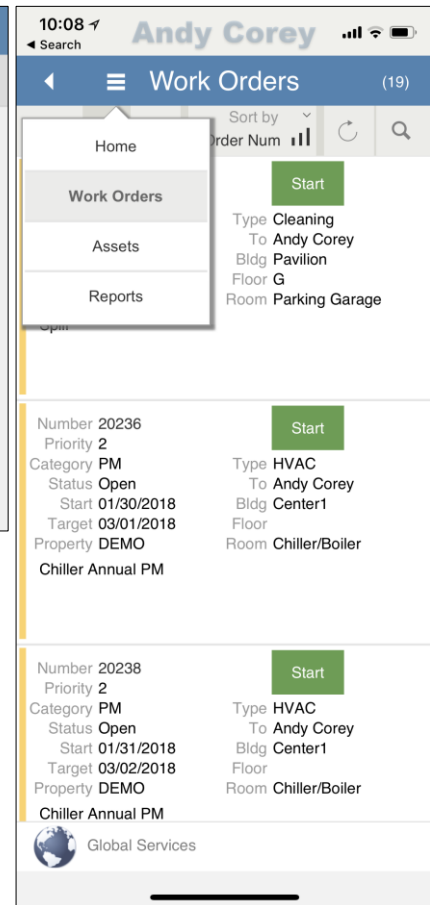 10:08
◄ Search
Andy Corey
Work Orders
(19)
Sort by
Order Num
Home
Work Orders
Assets
Reports
Start
Type Cleaning
To Andy Corey
Bldg Pavilion
Floor G
Room Parking Garage
Spill
Number 20236
Start
Priority 2
Category PM
Type HVAC
Status Open
To Andy Corey
Start 01/30/2018
Bldg Center1
Target 03/01/2018
Floor
Property DEMO
Room Chiller/Boiler
Chiller Annual PM
Number 20238
Start
Priority 2
Category PM
Type HVAC
Status Open
To Andy Corey
Start 01/31/2018
Bldg Center1
Target 03/02/2018
Floor
Property DEMO
Room Chiller/Boiler
Chiller Annual PM
Global Services